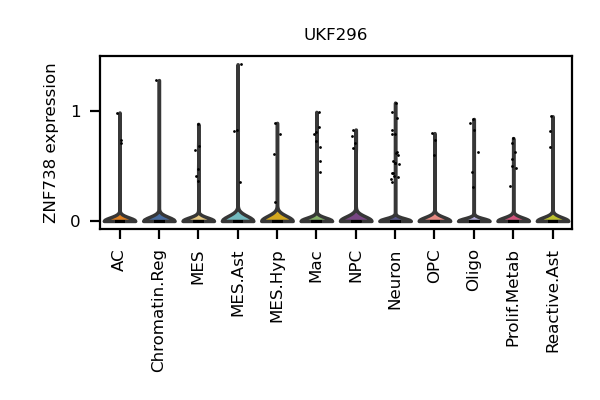 UKF296
ZNF738 expression
1
0
AC
Chromatin.Reg
MES
MES.Ast
MES.Hyp
Mac
NPC
Neuron
OPC
Oligo
Prolif.Metab
Reactive.Ast